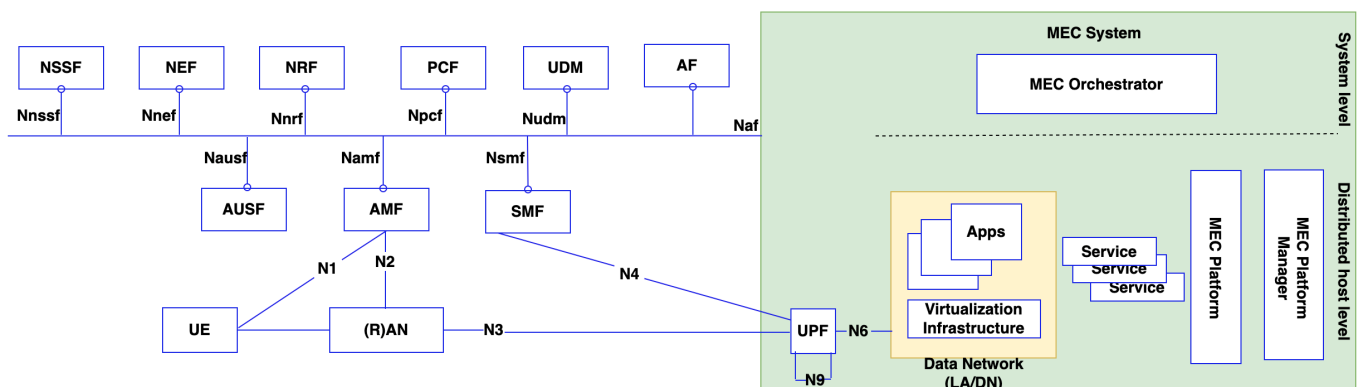 MEC System
System level
NSSF
NEF
NRF
PCF
UDM
AF
MEC Orchestrator
Nnssf
Nnef
Nnrf
Npcf
Nudm
Naf
Nausf
Namf
Nsmf
AUSF
AMF
SMF
Distributed host level
Apps
MEC Platform
MEC Platform
Manager
Service
Service
Service
N1
N2
N4
UE
(R)AN
N3
UPF
N6
Virtualization
Infrastructure
N9
Data Network
(LA/DN)